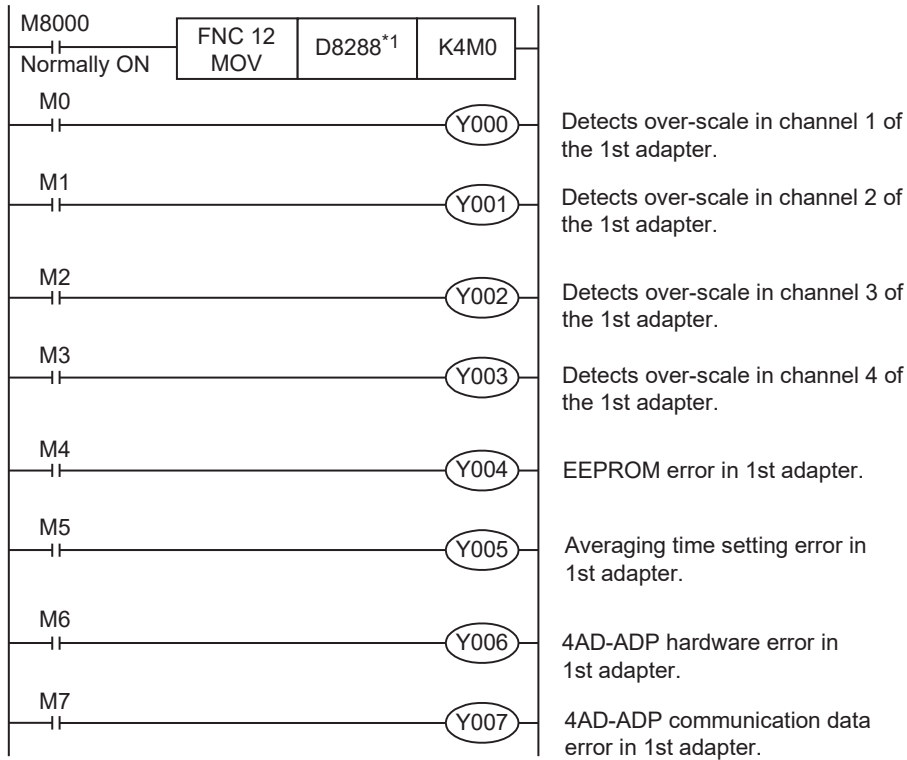 M8000
Normally ON
FNC 12
MOV
D8288*1
K4M0
M0
Y000
Detects over-scale in channel 1 of
the 1st adapter.
M1
Y001
Detects over-scale in channel 2 of
the 1st adapter.
M2
Y002
Detects over-scale in channel 3 of
the 1st adapter.
M3
Y003
Detects over-scale in channel 4 of
the 1st adapter.
M4
Y004
EEPROM error in 1st adapter.
M5
Y005
Averaging time setting error in
1st adapter.
M6
Y006
4AD-ADP hardware error in
1st adapter.
M7
Y007
4AD-ADP communication data
error in 1st adapter.